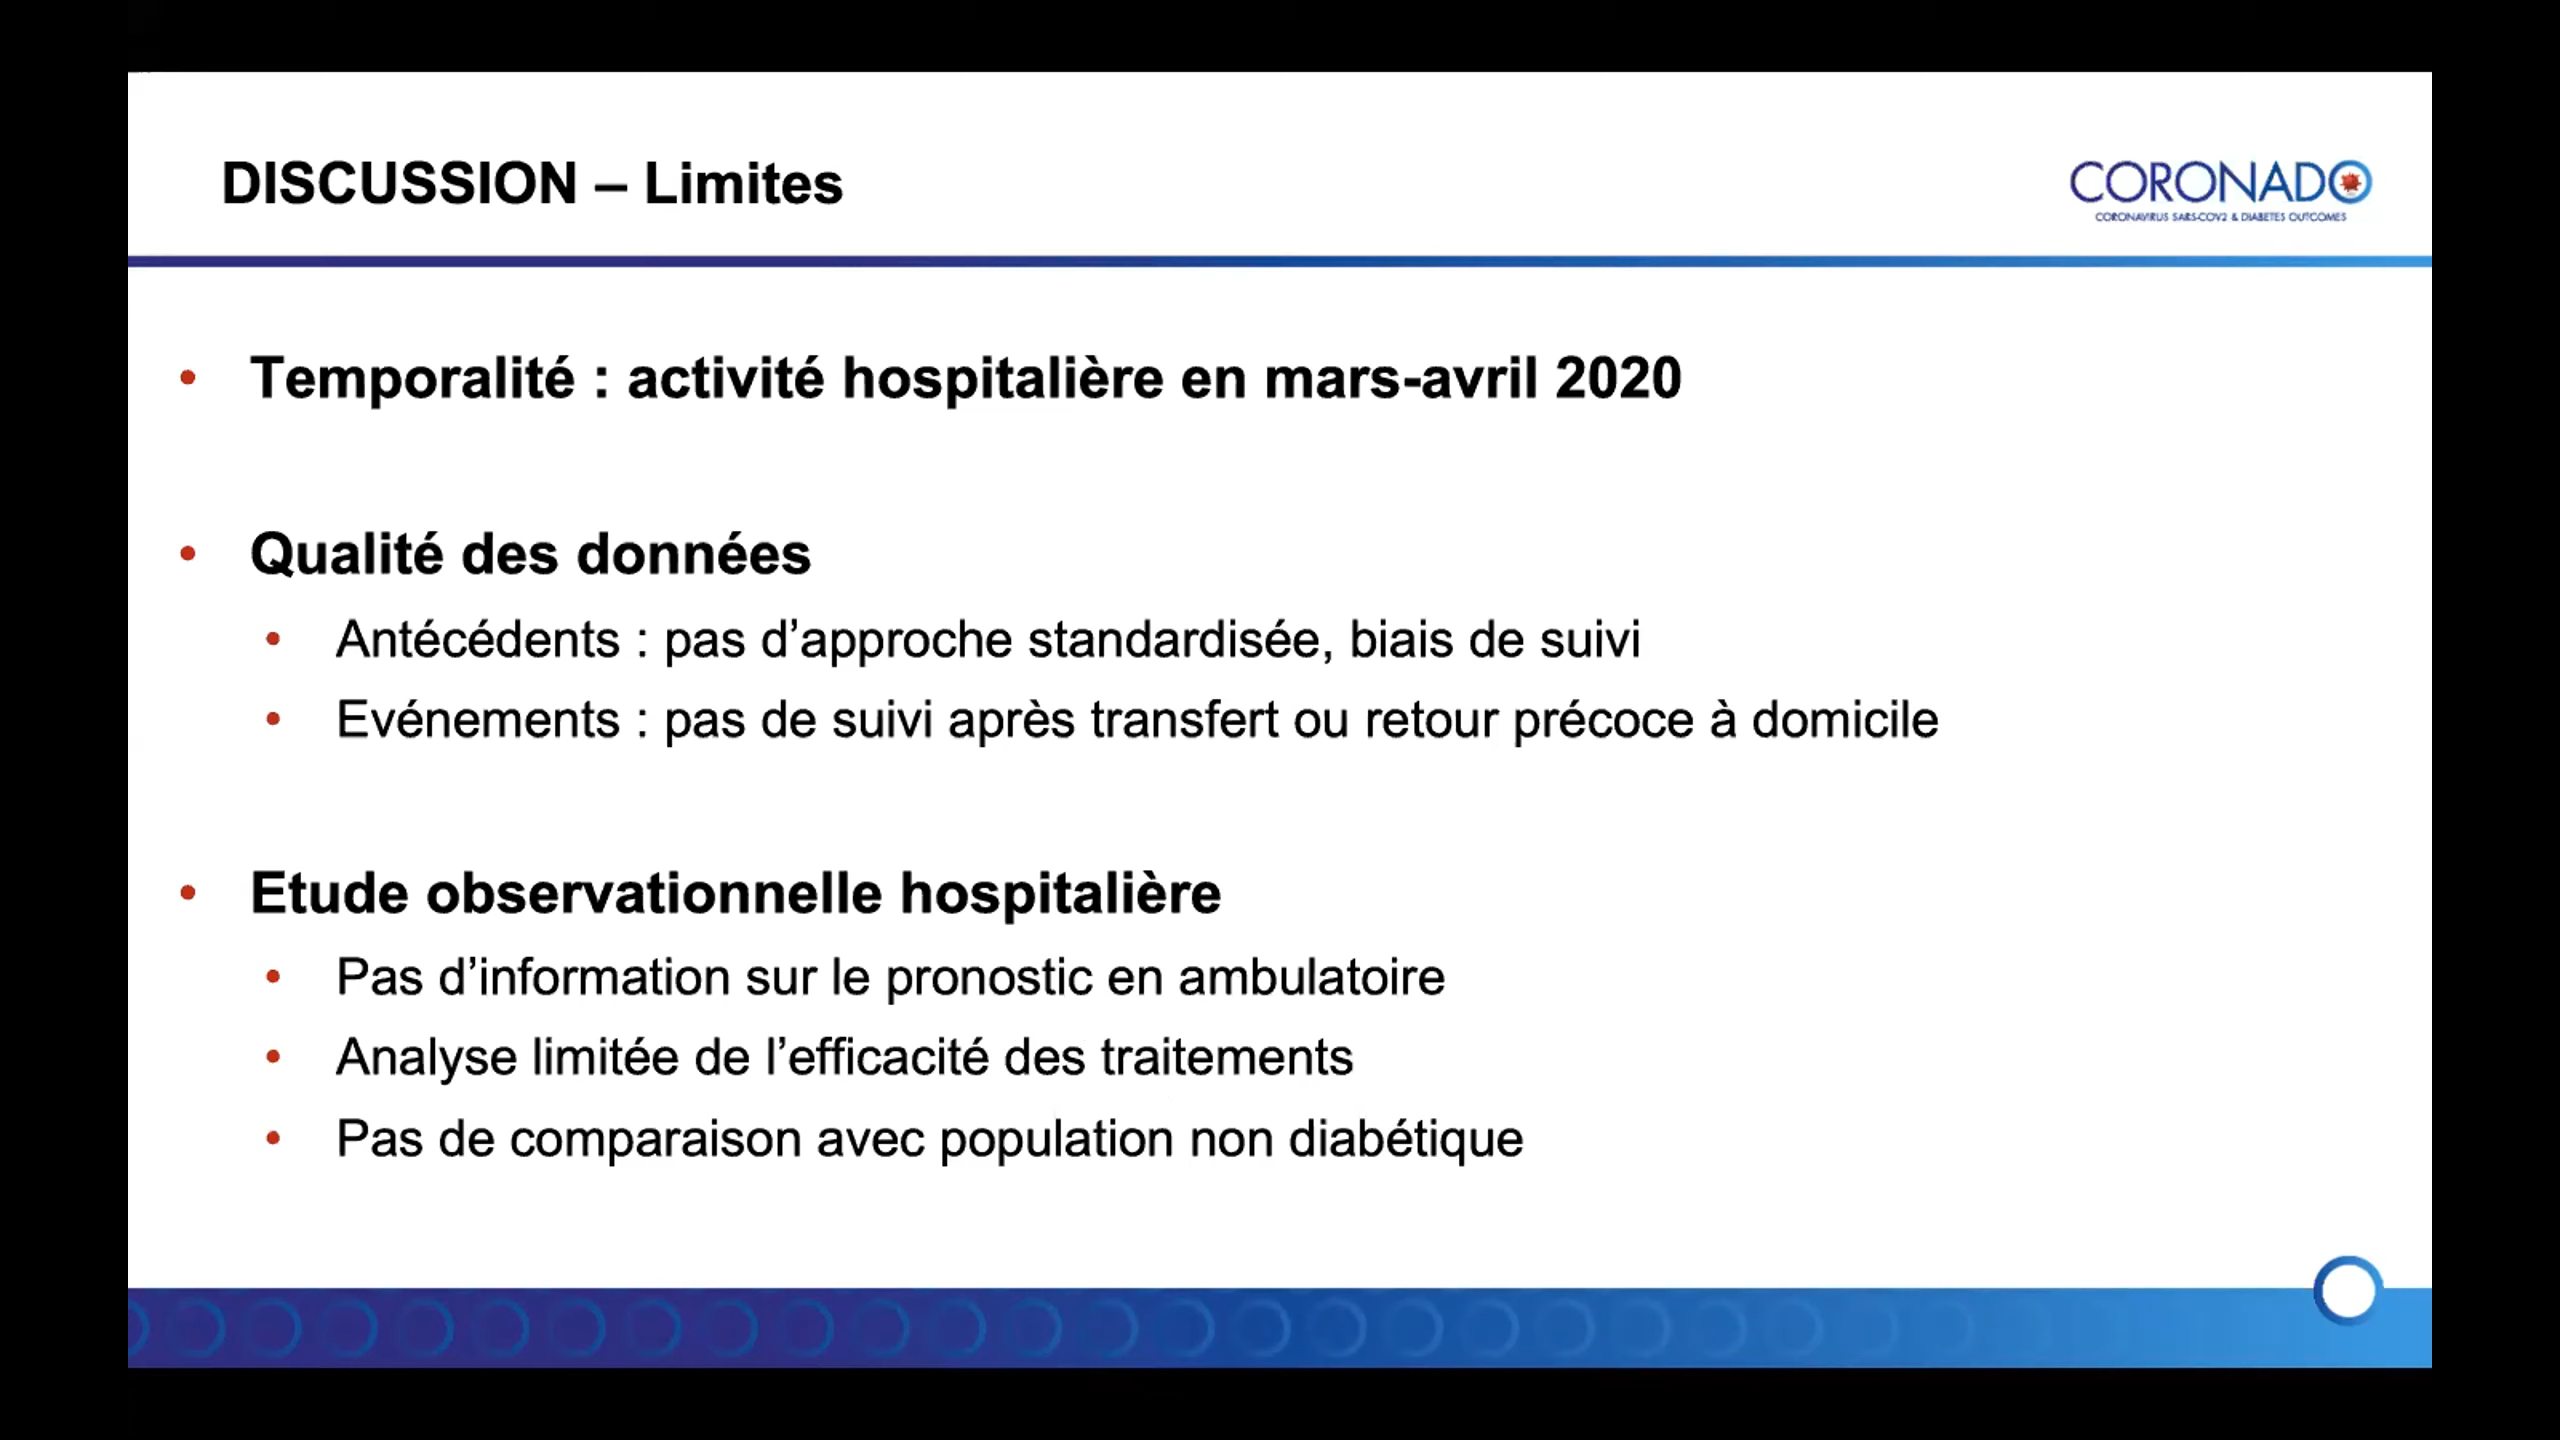 DISCUSSION – Limites
CORONADO
CORONAVIRUS SARS-COV2 & DIABETES OUTCOMES
• Temporalité : activité hospitalière en mars-avril 2020
• Qualité des données
• Antécédents : pas d’approche standardisée, biais de suivi
• Evénements : pas de suivi après transfert ou retour précoce à domicile
• Etude observationnelle hospitalière
• Pas d’information sur le pronostic en ambulatoire
• Analyse limitée de l’efficacité des traitements
• Pas de comparaison avec population non diabétique